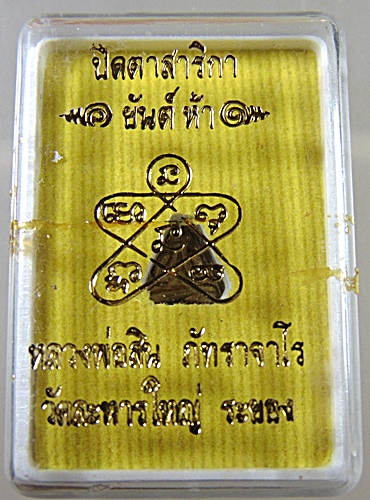 ปิดตาสาริกา
๑ ยันต์ ห้า ๑
หลวงพ่อสิน ภัทราจาโร
วัดละหารใหญ่ ระยอง